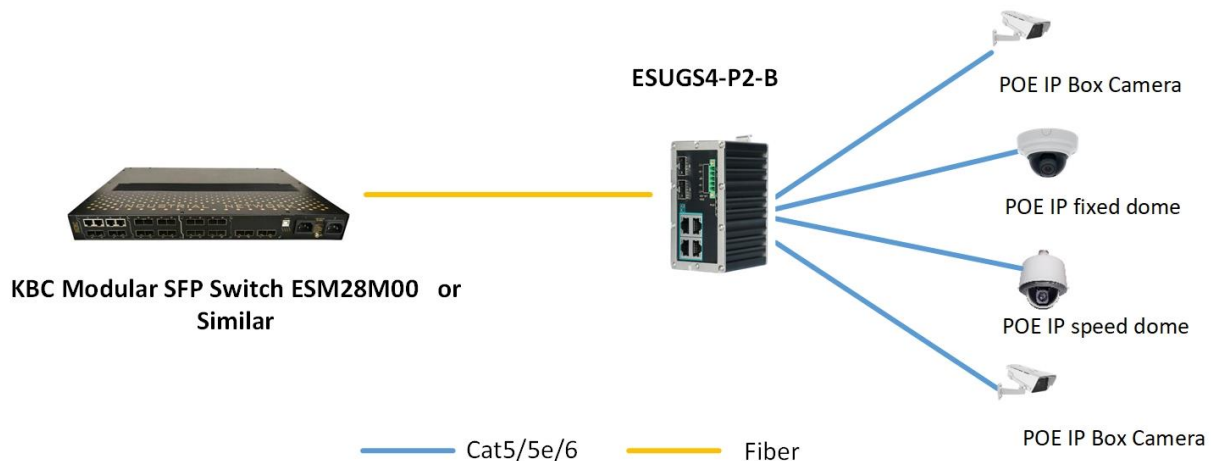 ESUGS4-P2-B
POE IP Box Camera
POE IP fixed dome
KBC Modular SFP Switch ESM28M00 or
Similar
POE IP speed dome
POE IP Box Camera
Cat5/5e/6
Fiber